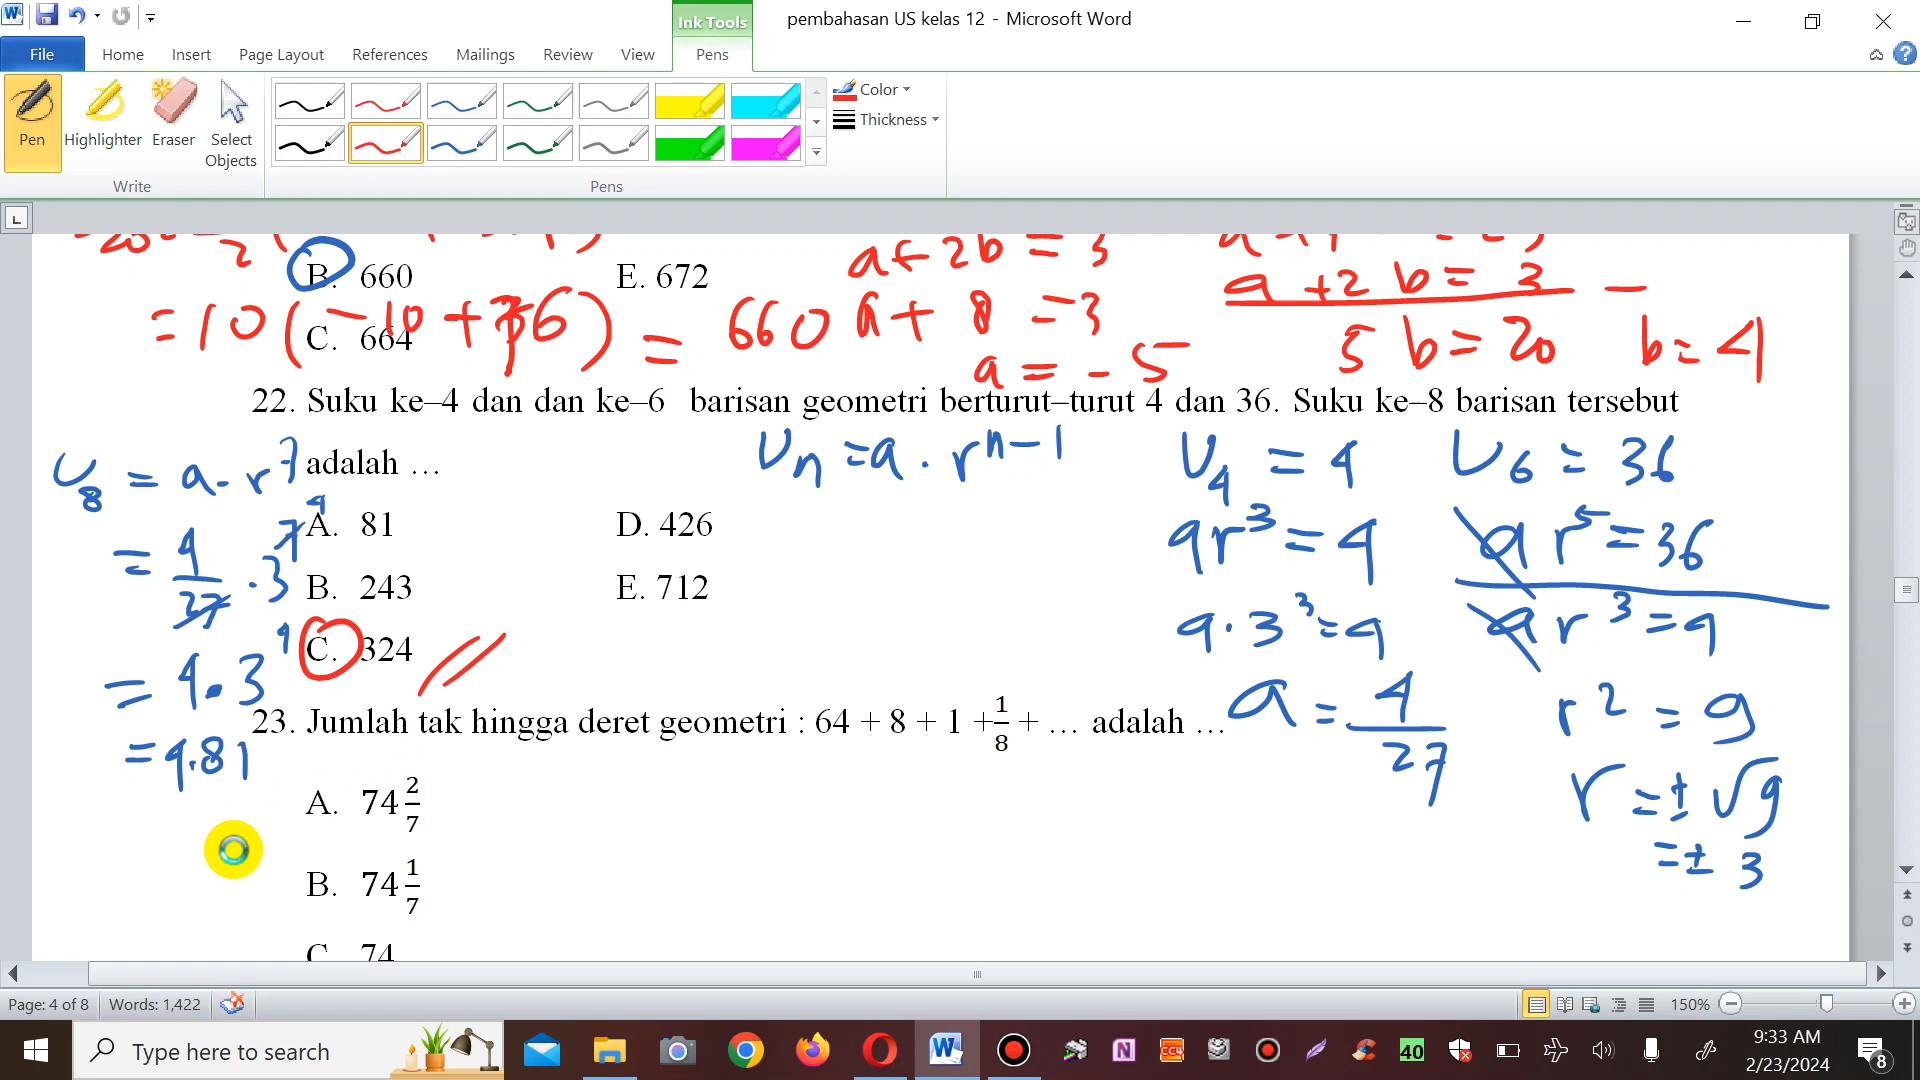 Ink Tools
pembahasan US kelas 12 - Microsoft Word
File Home Insert Page Layout References Mailings Review View Pens
Pen Highlighter Eraser Select Objects
Color
Thickness
Write Pens
a + 2b = 3
a + 2b = 3
B. 660 E. 672
= 10 ( -10 + 76 ) = 660
a + 8 = 3
C. 664
a = -5
5b = 20 b = 4
22. Suku ke–4 dan dan ke–6 barisan geometri berturut–turut 4 dan 36. Suku ke–8 barisan tersebut
adalah …
Un = a . r^n-1
U4 = 4 U6 = 36
U8 = a . r^7
A. 81 D. 426
ar^3 = 4 ar^5 = 36
= 4/27 . 3^7
B. 243 E. 712
a . 3^3 = 4 ar^3 = 4
C. 324
= 4 . 3^4
a = 4/27 r^2 = 9
23. Jumlah tak hingga deret geometri : 64 + 8 + 1 + 1/8 + … adalah …
= 4.81
r = ± √9
A. 74 2/7
= ± 3
B. 74 1/7
C. 74
Page: 4 of 8 Words: 1,422 150%
Type here to search
40
9:33 AM
2/23/2024
8